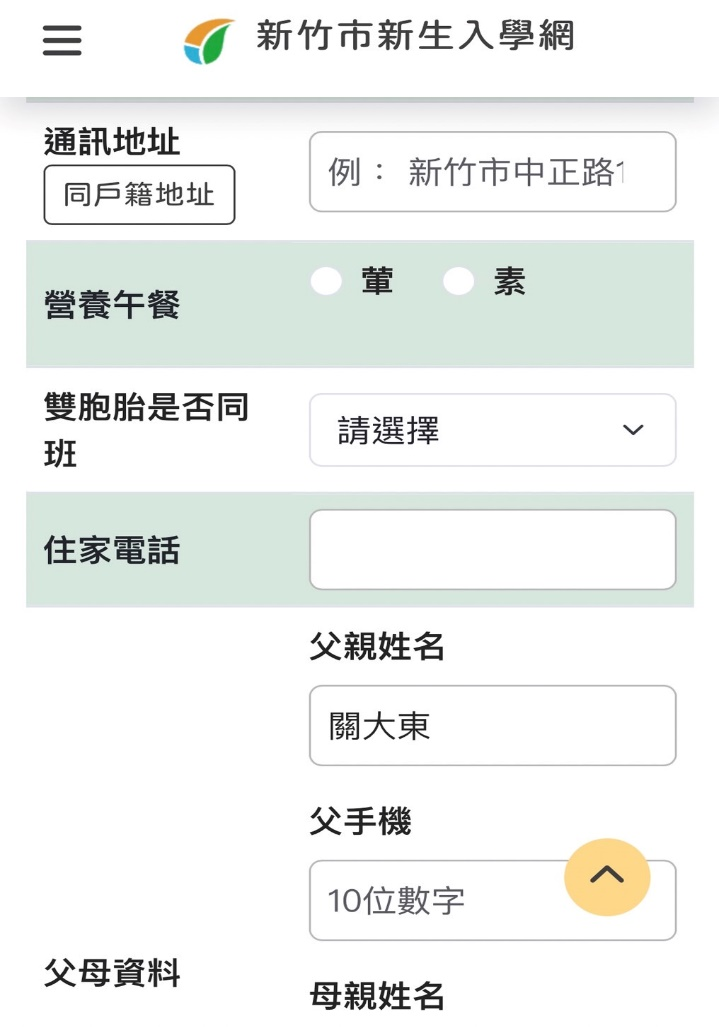 新竹市新生入學網
通訊地址
同戶籍地址
例： 新竹市中正路
營養午餐
葷
素
雙胞胎是否同
班
請選擇
住家電話
父親姓名
關大東
父手機
10位數字
父母資料
母親姓名